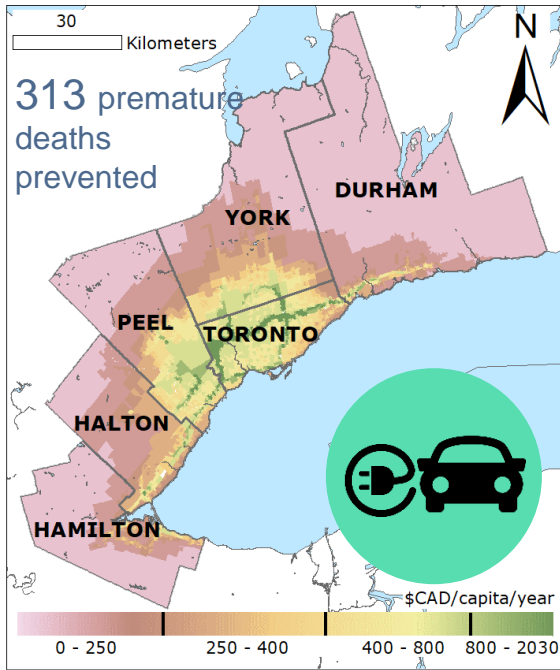 30
Kilometers
N
313 premature
deaths
prevented
DURHAM
YORK
PEEL
TORONTO
HALTON
HAMILTON
$CAD/capita/year
0 - 250
250 - 400
400 - 800
800 - 2030